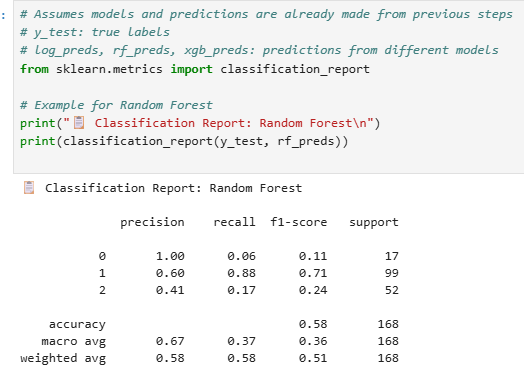 :
# Assumes models and predictions are already made from previous steps
# y_test: true labels
# log_preds, rf_preds, xgb_preds: predictions from different models
from sklearn.metrics import classification_report
# Example for Random Forest
print("📋 Classification Report: Random Forest\n")
print(classification_report(y_test, rf_preds))
📋 Classification Report: Random Forest
precision recall f1-score support
0 1.00 0.06 0.11 17
1 0.60 0.88 0.71 99
2 0.41 0.17 0.24 52
accuracy 0.58 168
macro avg 0.67 0.37 0.36 168
weighted avg 0.58 0.58 0.51 168